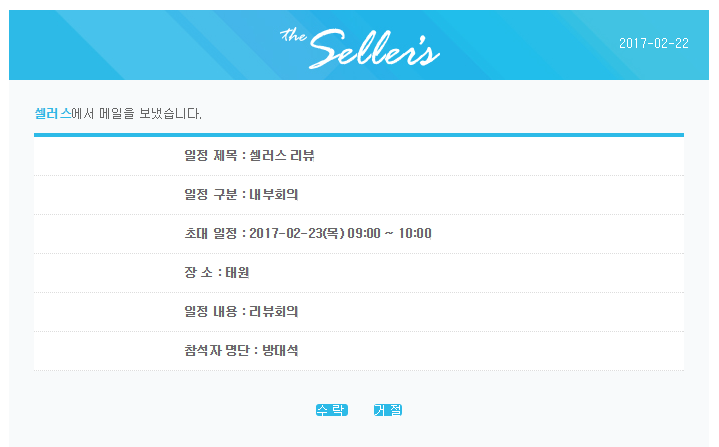 the Seller's
2017-02-22
셀러스에서 메일을 보냈습니다.
일정 제목 : 셀러스 리뷰
일정 구분 : 내부회의
초대 일정 : 2017-02-23(목) 09:00 ~ 10:00
장 소 : 태원
일정 내용 : 리뷰회의
참석자 명단 : 방대석
수 락
거 절